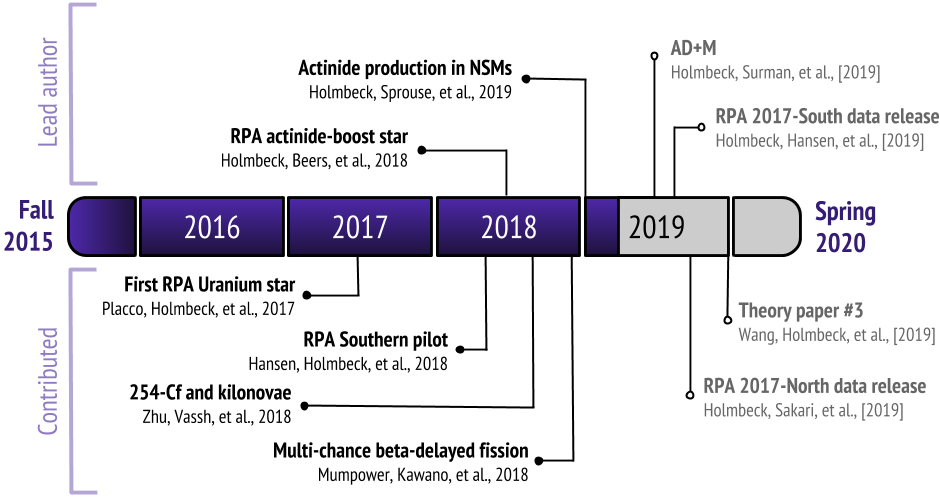 Lead author
Actinide production in NSMs
Holmbeck, Sprouse, et al., 2019
RPA actinide-boost star
Holmbeck, Beers, et al., 2018
AD+M
Holmbeck, Surman, et al., [2019]
RPA 2017-South data release
Holmbeck, Hansen, et al., [2019]
Fall
2015
2016
2017
2018
2019
Spring
2020
Contributed
First RPA Uranium star
Placco, Holmbeck, et al., 2017
RPA Southern pilot
Hansen, Holmbeck, et al., 2018
254-Cf and kilonovae
Zhu, Vassh, et al., 2018
Multi-chance beta-delayed fission
Mumpower, Kawano, et al., 2018
Theory paper #3
Wang, Holmbeck, et al., [2019]
RPA 2017-North data release
Holmbeck, Sakari, et al., [2019]